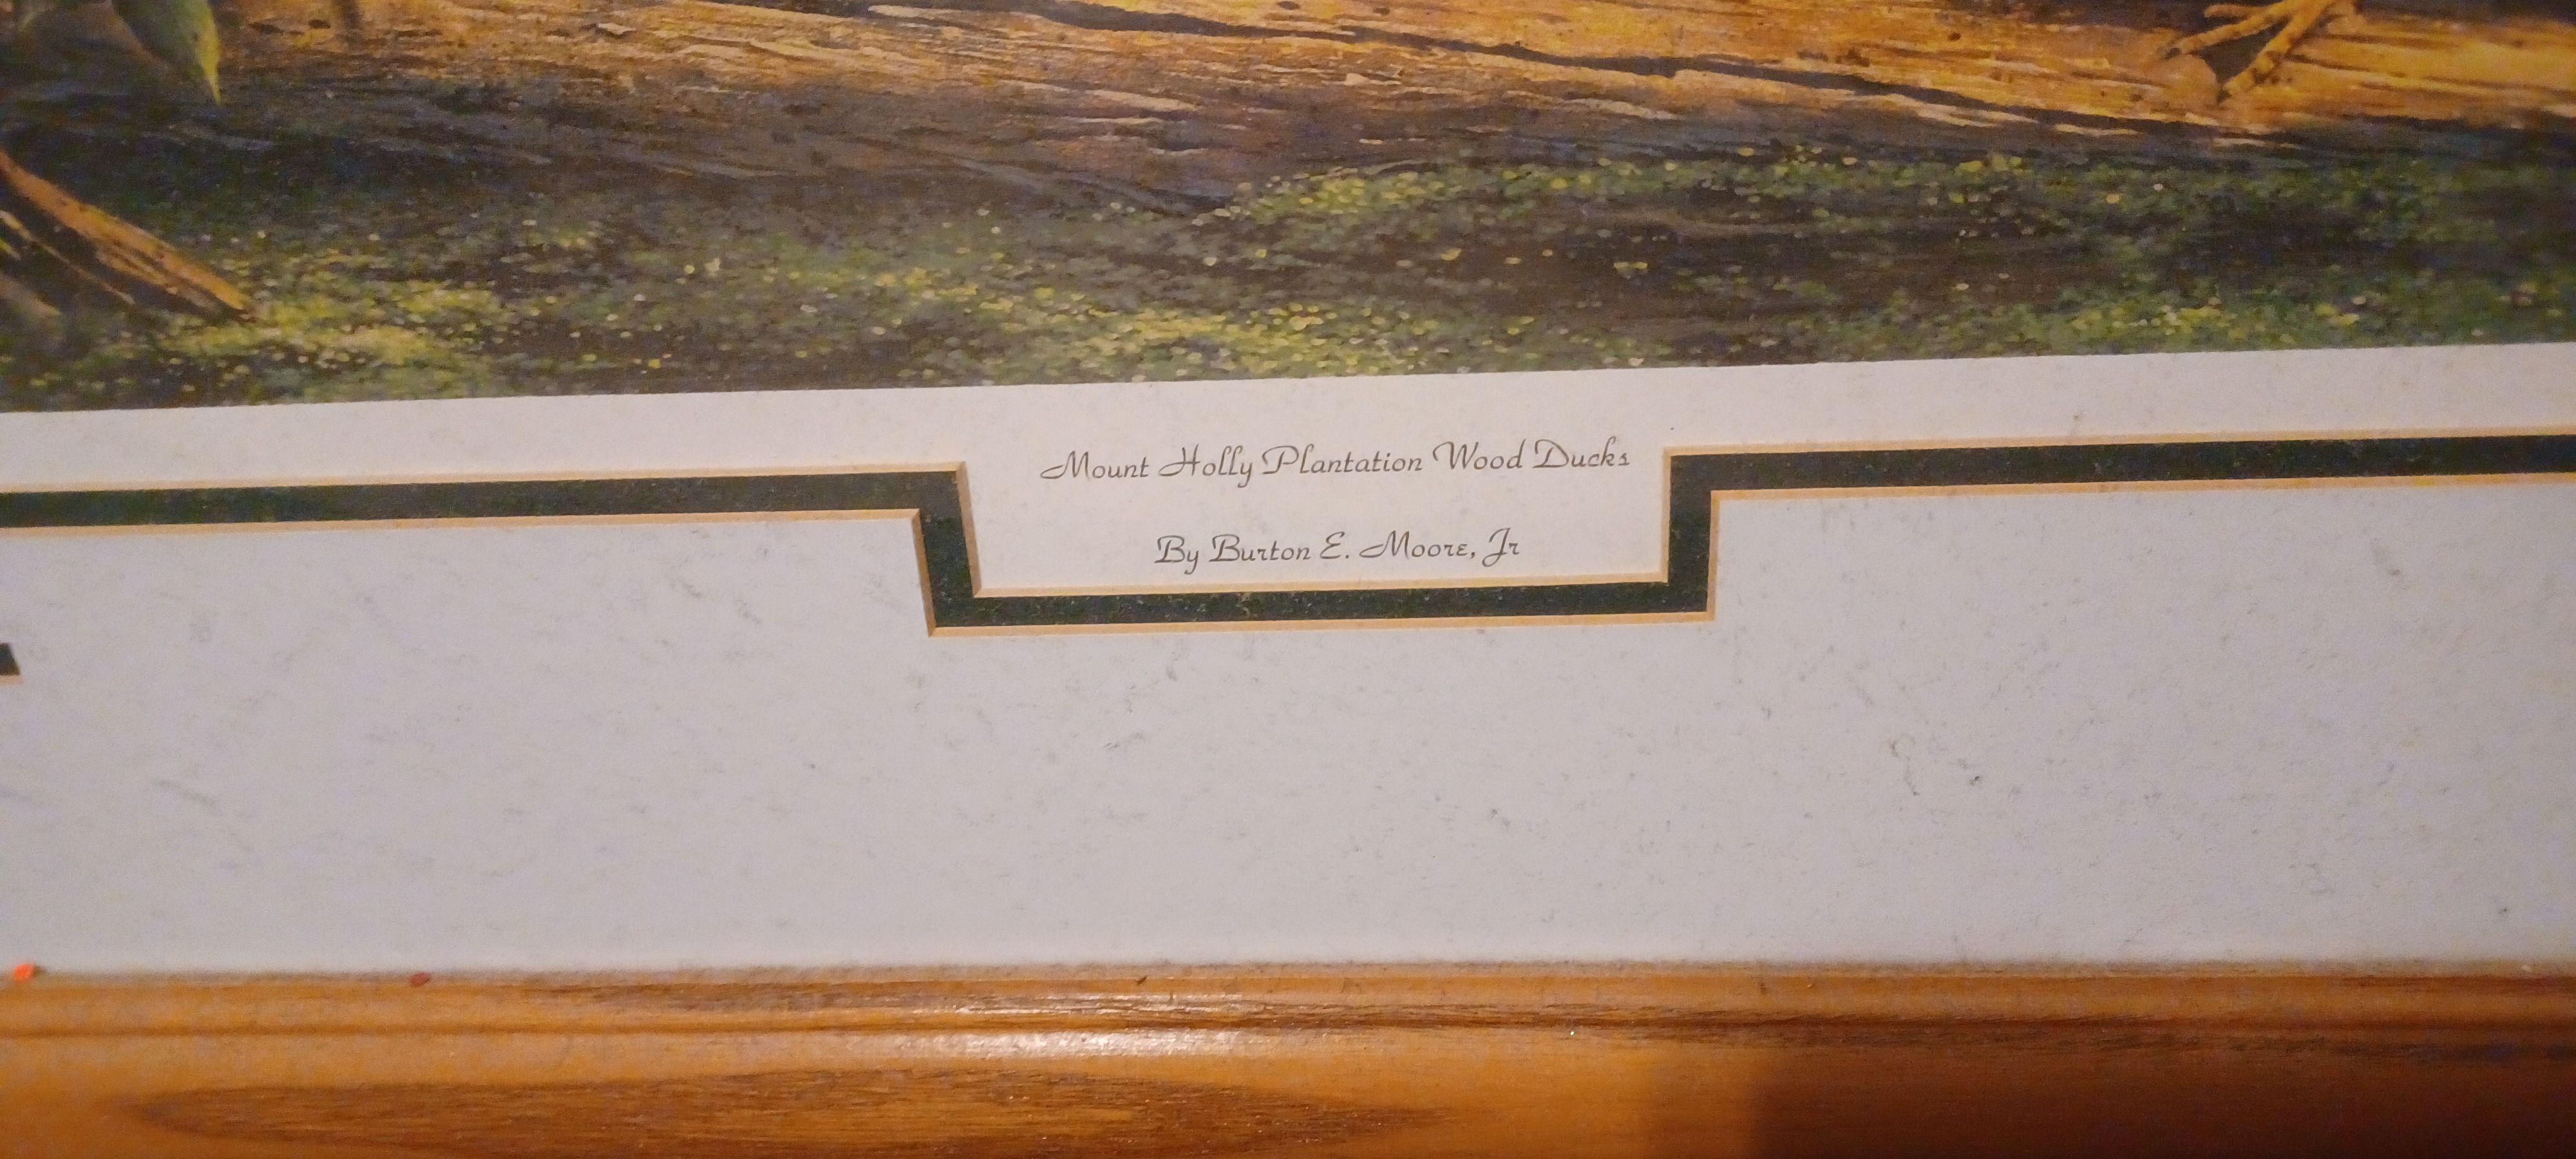 Mount Holly Plantation Wood Ducks
By Burton E. Moore, Jr